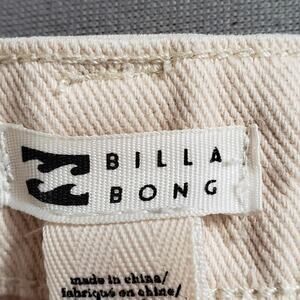 BILLA
BONG
made in china/
fabriqué en chine/